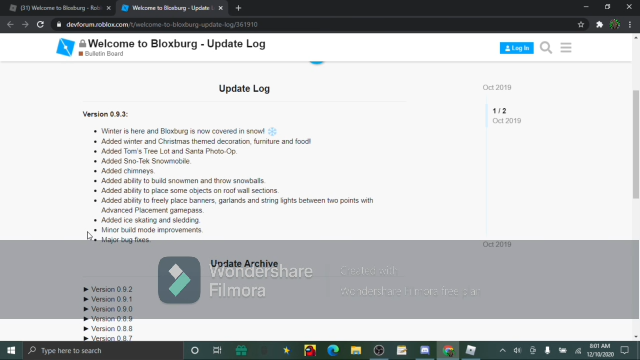 (31) Welcome to Bloxburg - Rob
Welcome to Bloxburg - Update L
devforum.roblox.com/t/welcome-to-bloxburg-update-log/361910
Welcome to Bloxburg - Update Log
Bulletin Board
Log In
Update Log
Oct 2019
Version 0.9.3:
1 / 2
Oct 2019
Winter is here and Bloxburg is now covered in snow!
Added winter and Christmas themed decoration, furniture and food!
Added Tom's Tree Lot and Santa Photo-Op.
Added Sno-Tek Snowmobile.
Added chimneys.
Added ability to build snowmen and throw snowballs.
Added ability to place some objects on roof wall sections.
Added ability to freely place banners, garlands and string lights between two points with
Advanced Placement gamepass.
Added ice skating and sledding.
Minor build mode improvements.
Major bug fixes.
Oct 2019
Update Archive
Wondershare
Filmora
Created with
Wondershare Filmora free plan
Version 0.9.2
Version 0.9.1
Version 0.9.0
Version 0.8.9
Version 0.8.8
Version 0.8.7
Type here to search
8:01 AM
12/10/2020